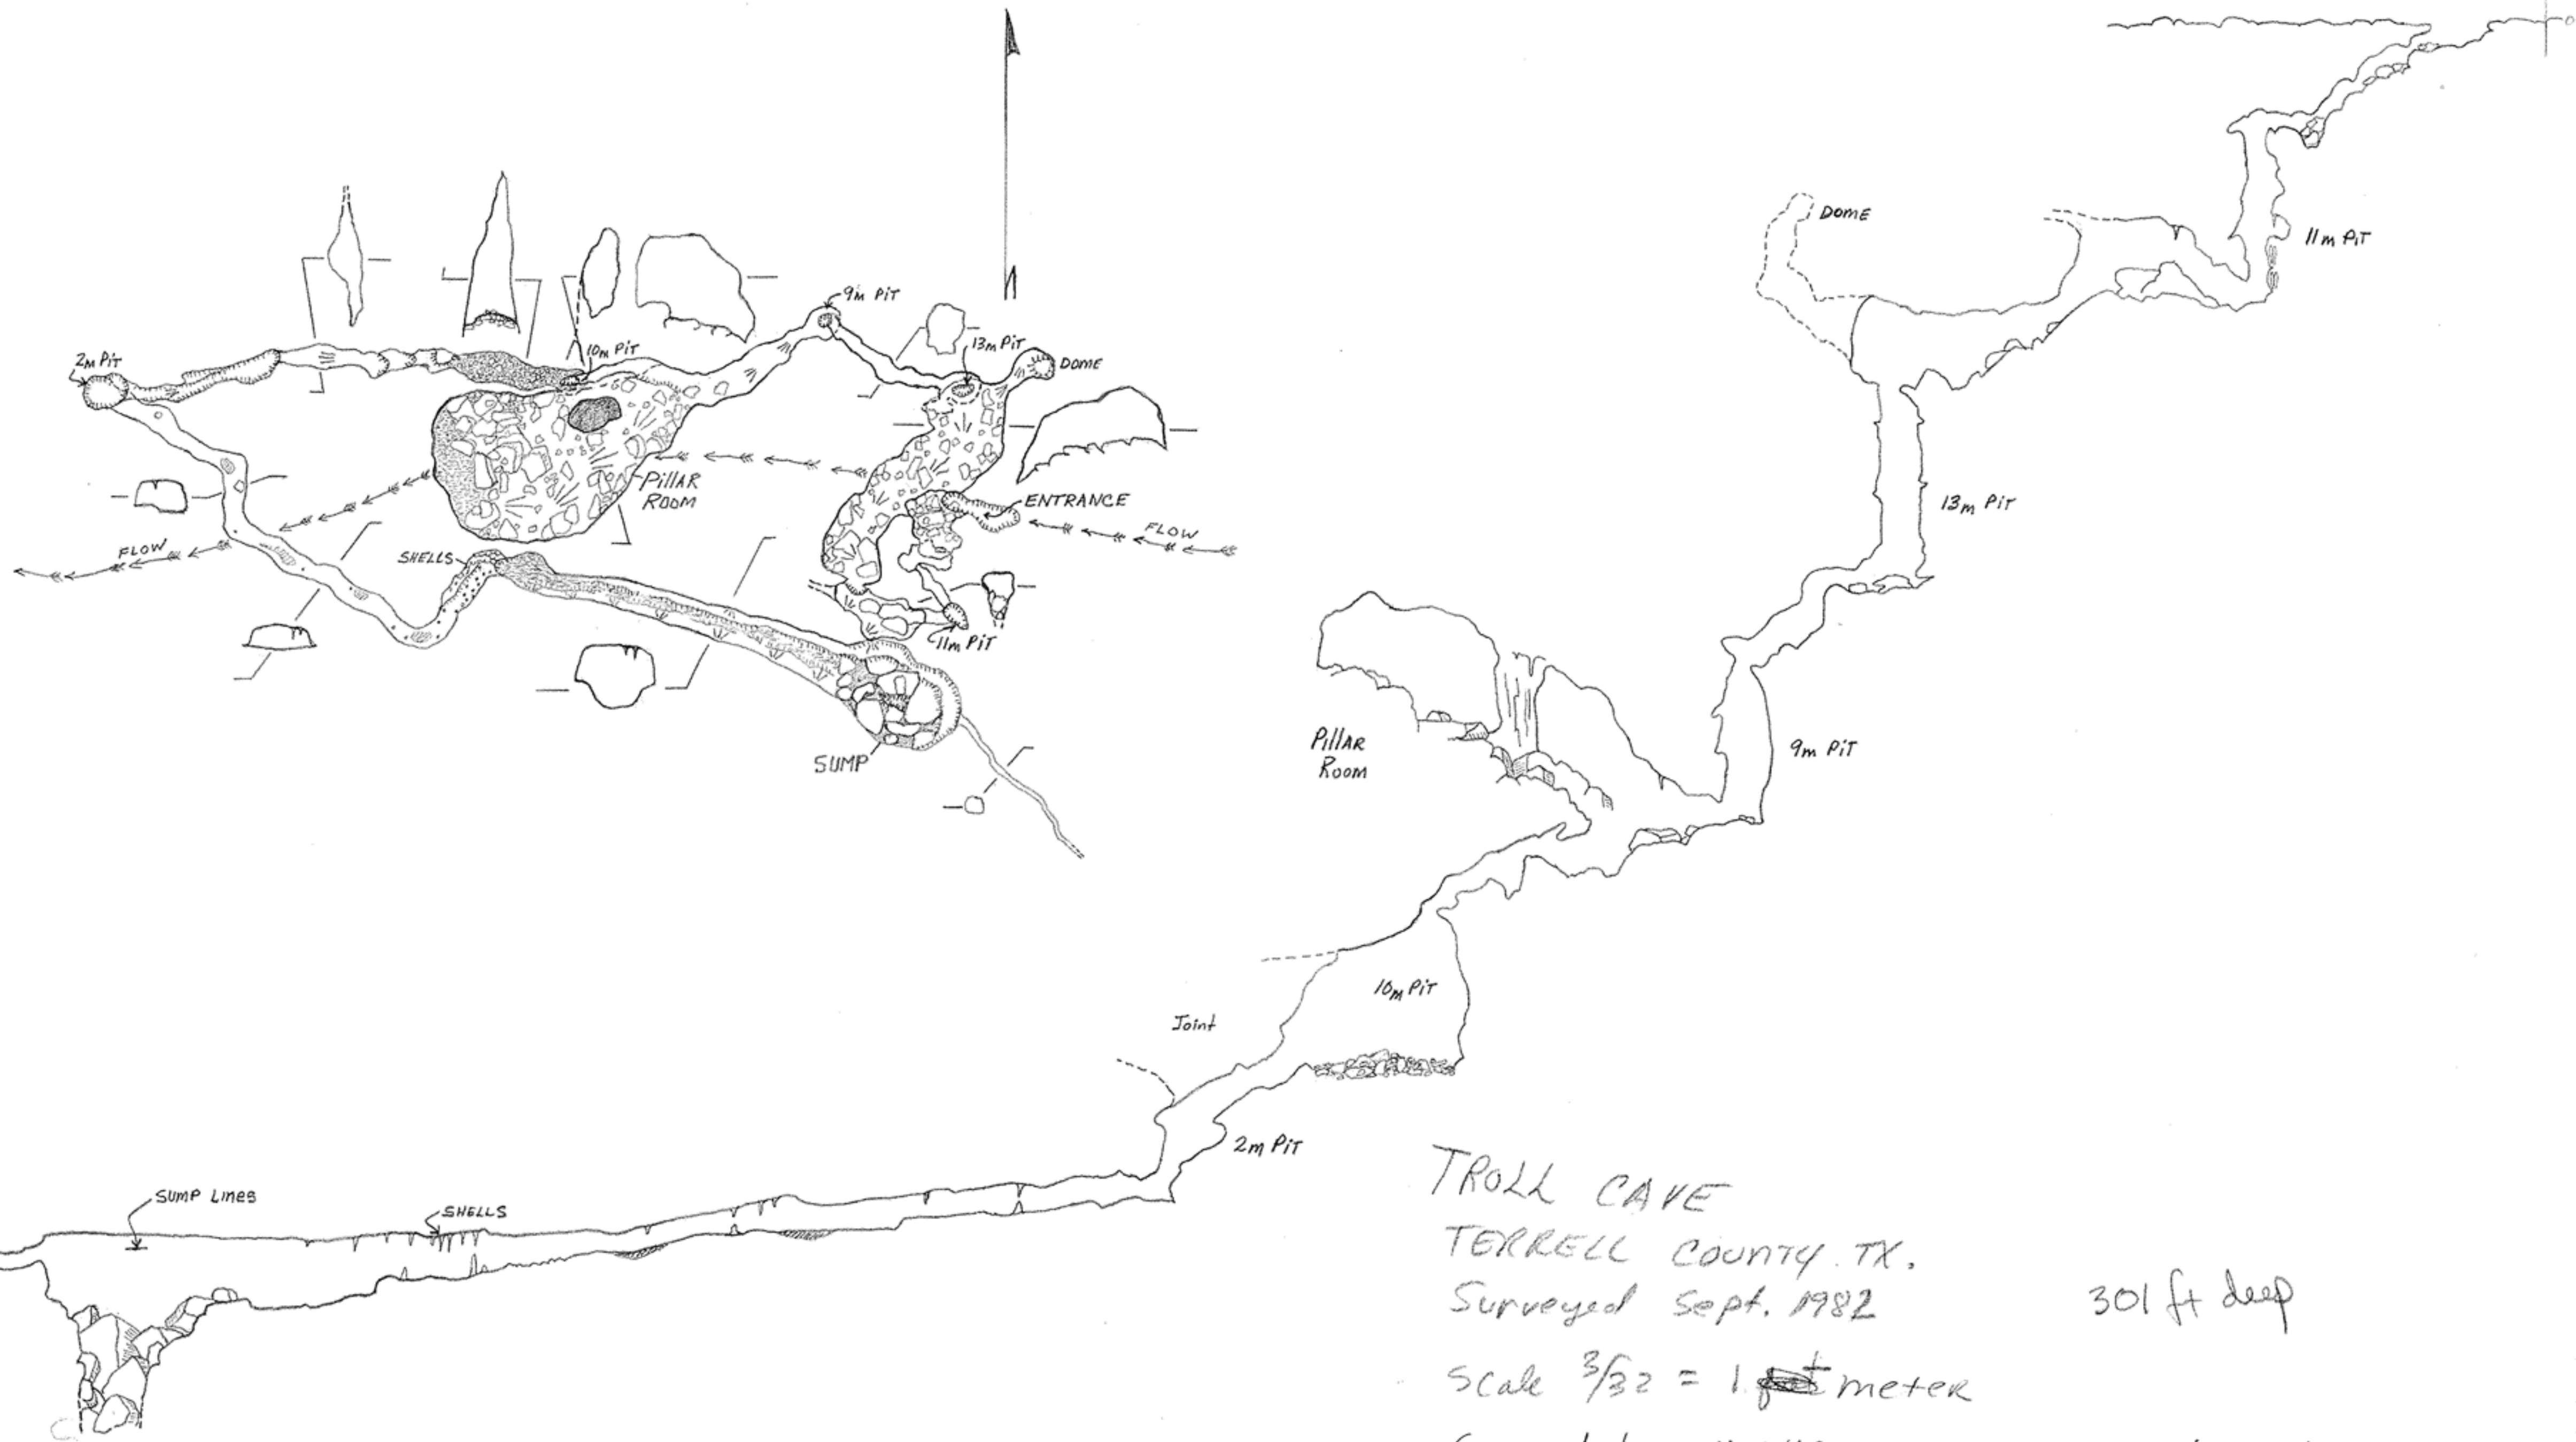 9m PiT
2m PiT
10m PiT
13m PiT
DOME
PillAR
ROOM
ENTRANCE
FLOW
FLOW
SHELLS
11m PiT
SUMP
DOME
11m PiT
13m PiT
Pillar
Room
9m PiT
10m PiT
Joint
2m PiT
SUMP Lines
SHELLS
TROLL CAVE
TERRELL COUNTY. TX.
Surveyed Sept. 1982
301 ft deep
Scale 3/32 = 1 meter